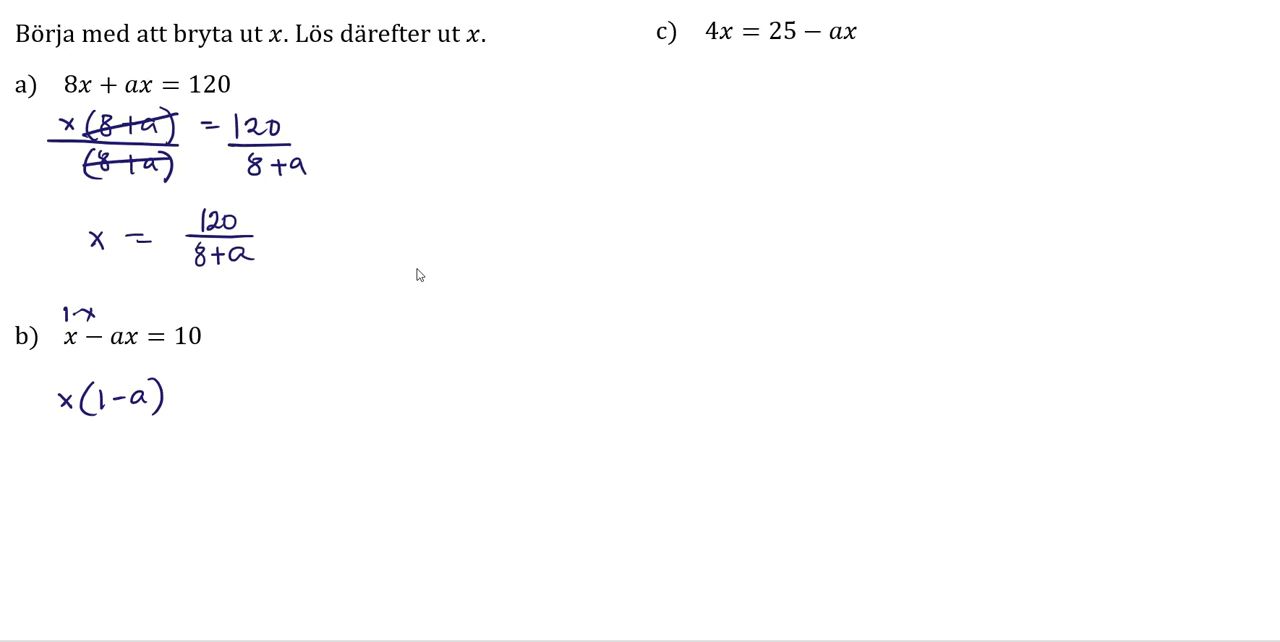 Börja med att bryta ut x. Lös därefter ut x.
a) 8x + ax = 120
x(8+a) = 120
(8+a) 8+a
x = 120
8+a
1·x
b) x − ax = 10
x(1-a)
c) 4x = 25 − ax